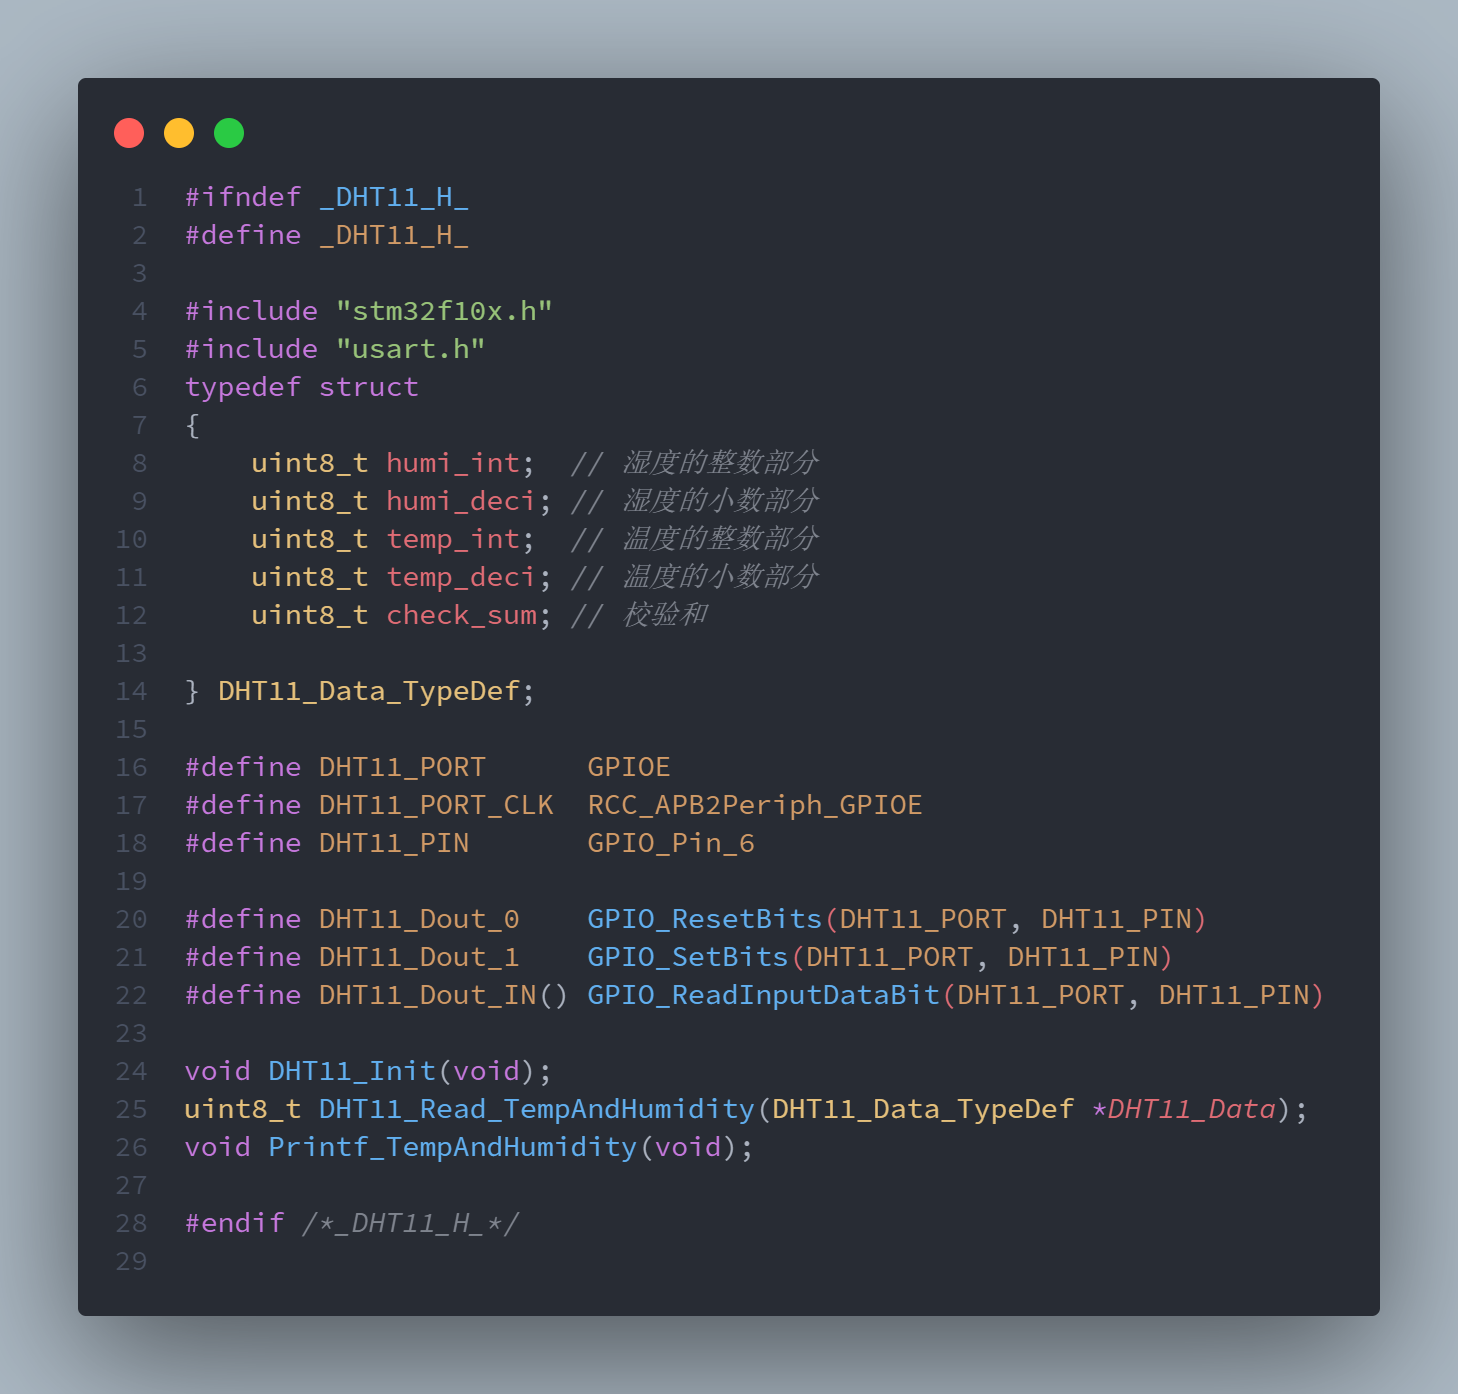 1 #ifndef _DHT11_H_
2 #define _DHT11_H_
3
4 #include "stm32f10x.h"
5 #include "usart.h"
6 typedef struct
7 {
8     uint8_t humi_int;  // 湿度的整数部分
9     uint8_t humi_deci; // 湿度的小数部分
10     uint8_t temp_int;  // 温度的整数部分
11     uint8_t temp_deci; // 温度的小数部分
12     uint8_t check_sum; // 校验和
13
14 } DHT11_Data_TypeDef;
15
16 #define DHT11_PORT      GPIOE
17 #define DHT11_PORT_CLK  RCC_APB2Periph_GPIOE
18 #define DHT11_PIN       GPIO_Pin_6
19
20 #define DHT11_Dout_0    GPIO_ResetBits(DHT11_PORT, DHT11_PIN)
21 #define DHT11_Dout_1    GPIO_SetBits(DHT11_PORT, DHT11_PIN)
22 #define DHT11_Dout_IN() GPIO_ReadInputDataBit(DHT11_PORT, DHT11_PIN)
23
24 void DHT11_Init(void);
25 uint8_t DHT11_Read_TempAndHumidity(DHT11_Data_TypeDef *DHT11_Data);
26 void Printf_TempAndHumidity(void);
27
28 #endif /*_DHT11_H_*/
29